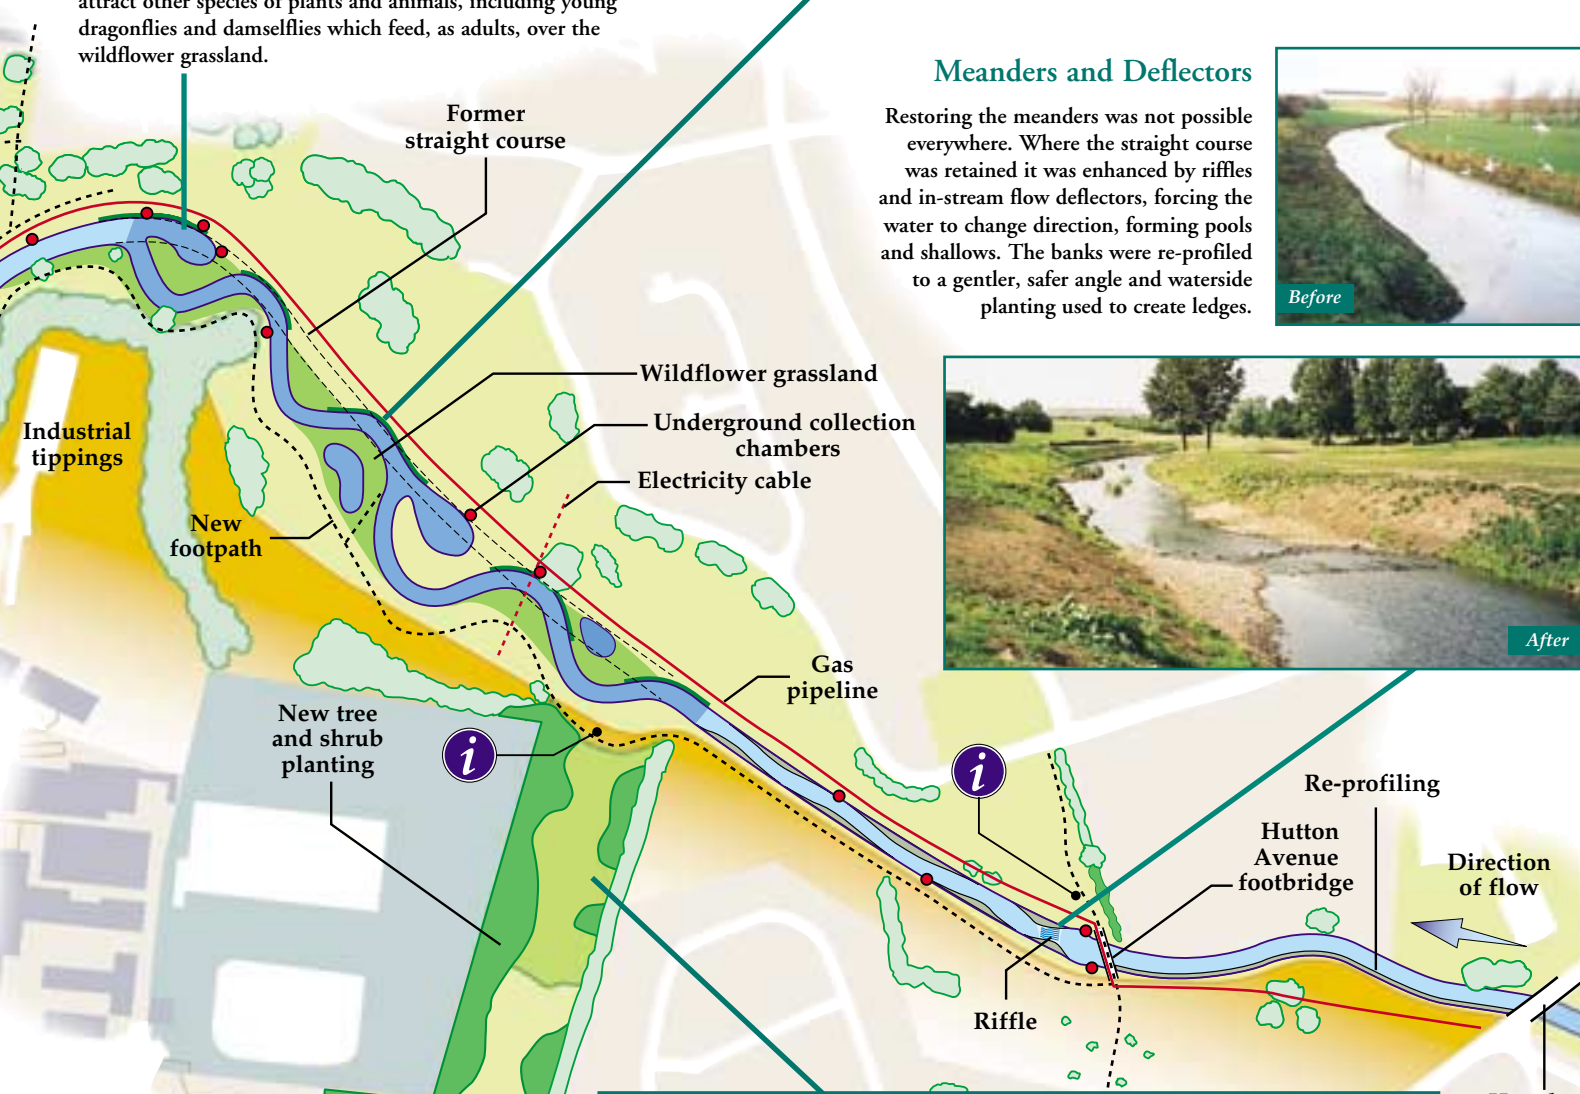 attract other species of plants and animals, including young
dragonflies and damselflies which feed, as adults, over the
wildflower grassland.
Meanders and Deflectors
Restoring the meanders was not possible
everywhere. Where the straight course
was retained it was enhanced by riffles
and in-stream flow deflectors, forcing the
water to change direction, forming pools
and shallows. The banks were re-profiled
to a gentler, safer angle and waterside
planting used to create ledges.
Before
After
Former
straight course
Wildflower grassland
Underground collection
chambers
Electricity cable
Industrial
tippings
New
footpath
Gas
pipeline
New tree
and shrub
planting
i
i
Re-profiling
Hutton
Avenue
footbridge
Direction
of flow
Riffle